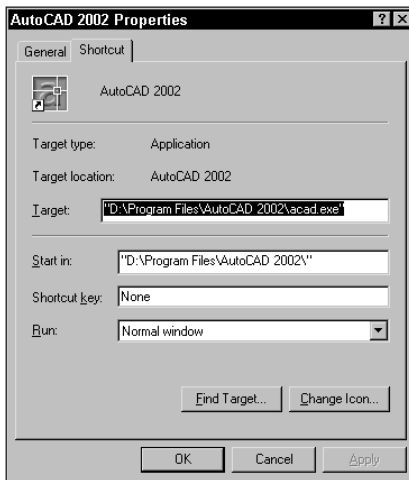 AutoCAD 2002 Properties ? X
General Shortcut
AutoCAD 2002
Target type: Application
Target location: AutoCAD 2002
Target: "D:\Program Files\AutoCAD 2002\acad.exe"
Start in: "D:\Program Files\AutoCAD 2002\"
Shortcut key: None
Run: Normal window
Find Target... Change Icon...
OK Cancel Apply